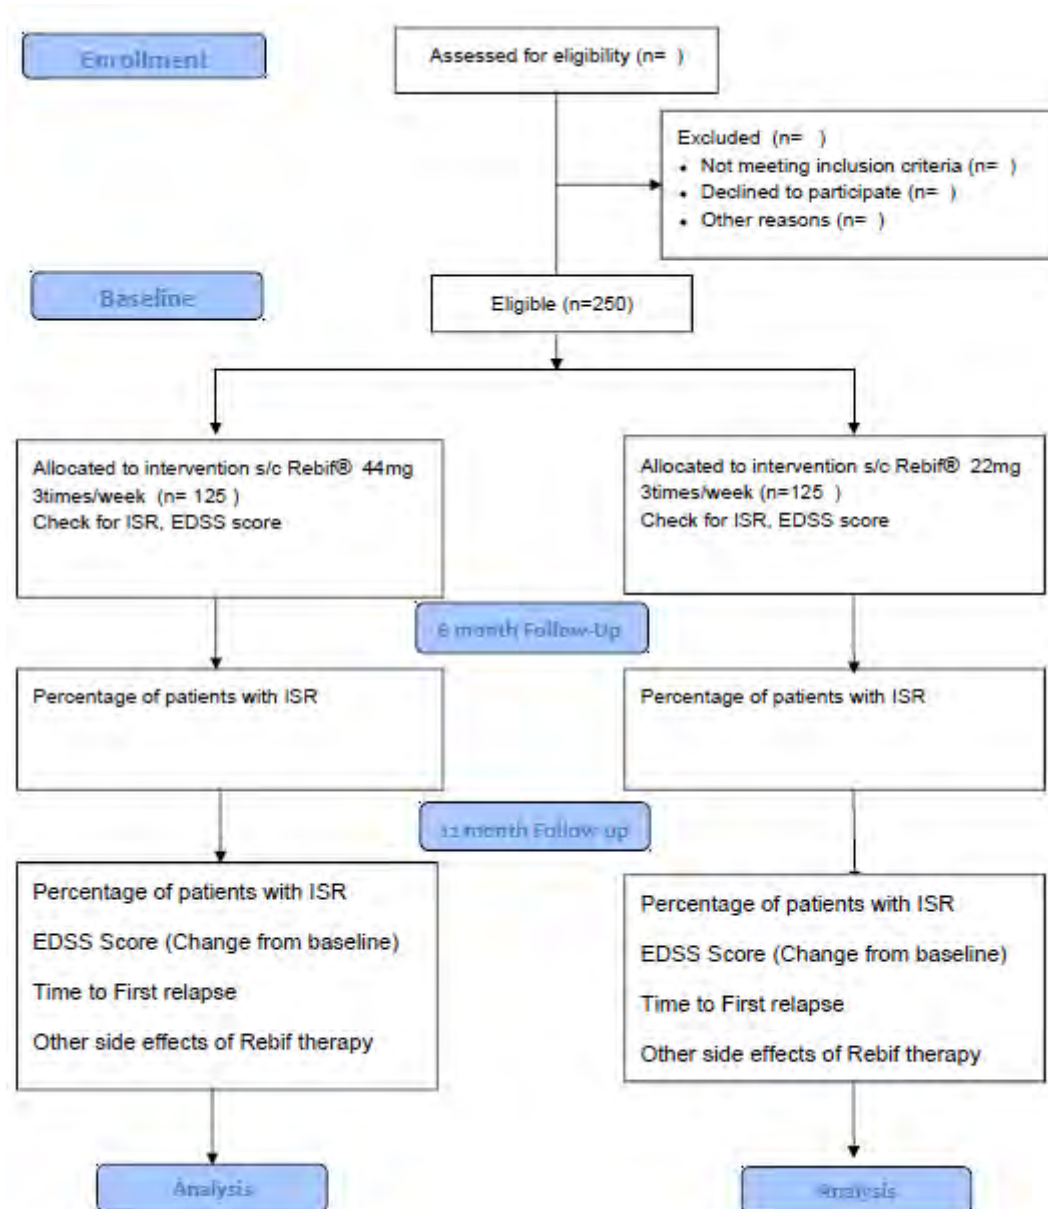 Enrollment
Assessed for eligibility (n=  )
Excluded  (n=  )
• Not meeting inclusion criteria (n=  )
• Declined to participate (n=  )
• Other reasons (n=  )
Baseline
Eligible (n=250)
Allocated to intervention s/c Rebif®  44mg
3times/week  (n= 125 )
Check for ISR, EDSS score
Allocated to intervention s/c Rebif®  22mg
3times/week (n=125  )
Check for ISR, EDSS score
6 month Follow-Up
Percentage of patients with ISR
Percentage of patients with ISR
month Follow-up
Percentage of patients with ISR
EDSS Score (Change from baseline)
Time to First relapse
Other side effects of Rebif therapy
Percentage of patients with ISR
EDSS Score (Change from baseline)
Time to First relapse
Other side effects of Rebif therapy
Analysis
Analysis